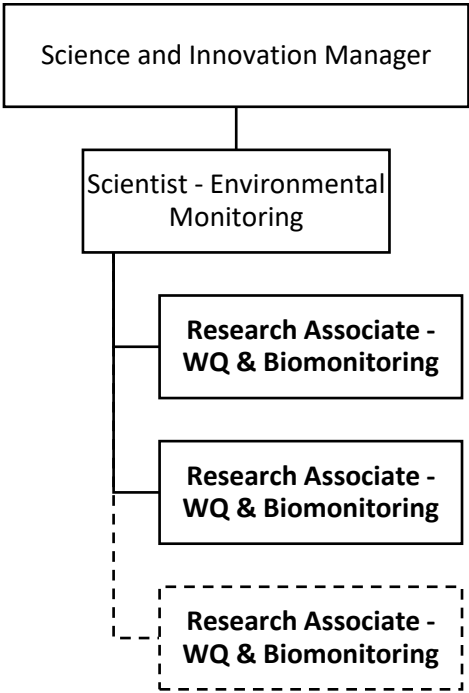 Science and Innovation Manager
Scientist - Environmental
Monitoring
Research Associate -
WQ & Biomonitoring
Research Associate -
WQ & Biomonitoring
Research Associate -
WQ & Biomonitoring